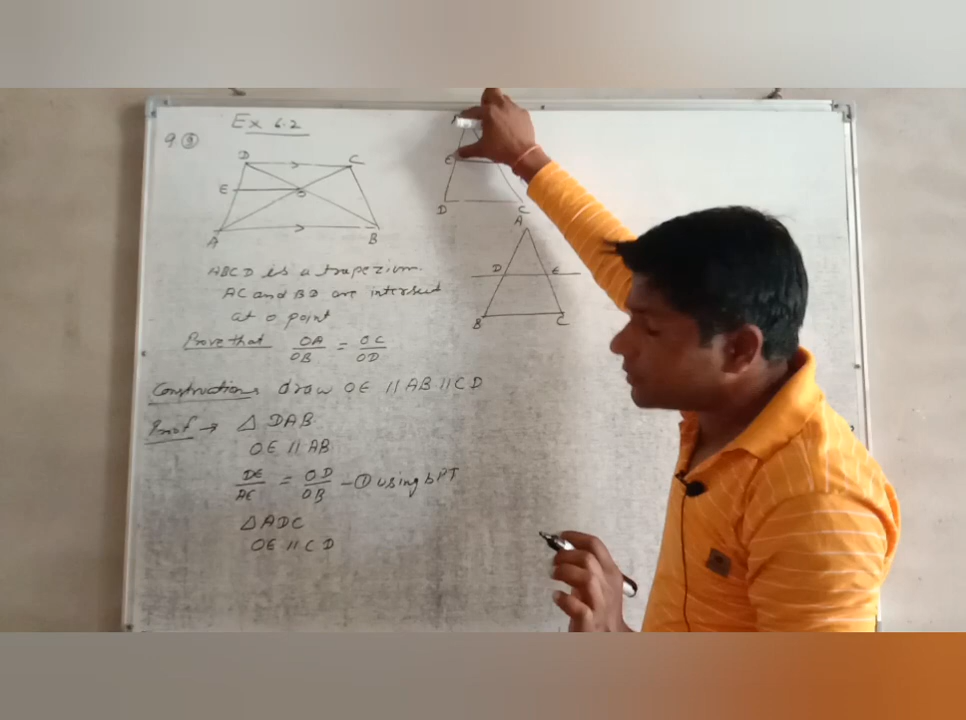 Ex 6.2
9 ⑨
D C
E O
A B
ABCD is a trapezium.
AC and BD are intersect
at O point
Prove that OA/OB = OC/OD
Construction draw OE // AB // CD
Proof → △ DAB
OE // AB
DE/AE = OD/OB – ① using bPT
△ ADC
OE // CD
E
D C
A
D E
B C